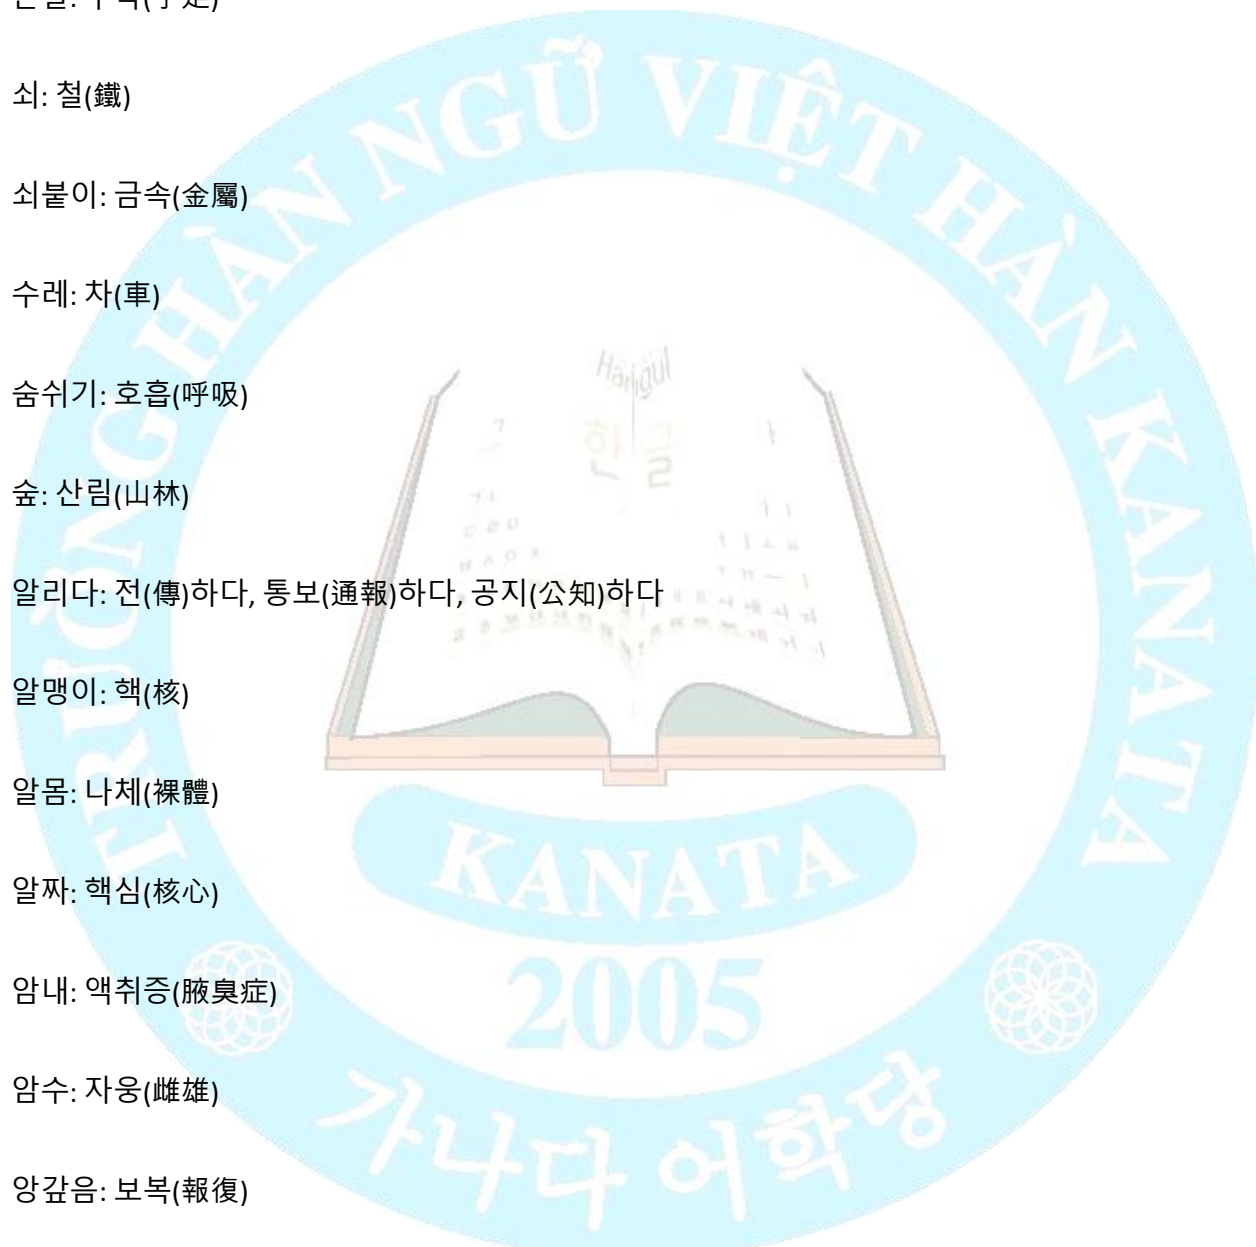 쇠: 철(鐵)
쇠붙이: 금속(金屬)
수레: 차(車)
숨쉬기: 호흡(呼吸)
숲: 산림(山林)
알리다: 전(傳)하다, 통보(通報)하다, 공지(公知)하다
알맹이: 핵(核)
알몸: 나체(裸體)
알짜: 핵심(核心)
암내: 액취증(腋臭症)
암수: 자웅(雌雄)
앙갚음: 보복(報復)
TRƯỜNG HÀN NGỮ VIỆT HÀN KANATA
Hangul
한글
KANATA
2005
가나다 어학당